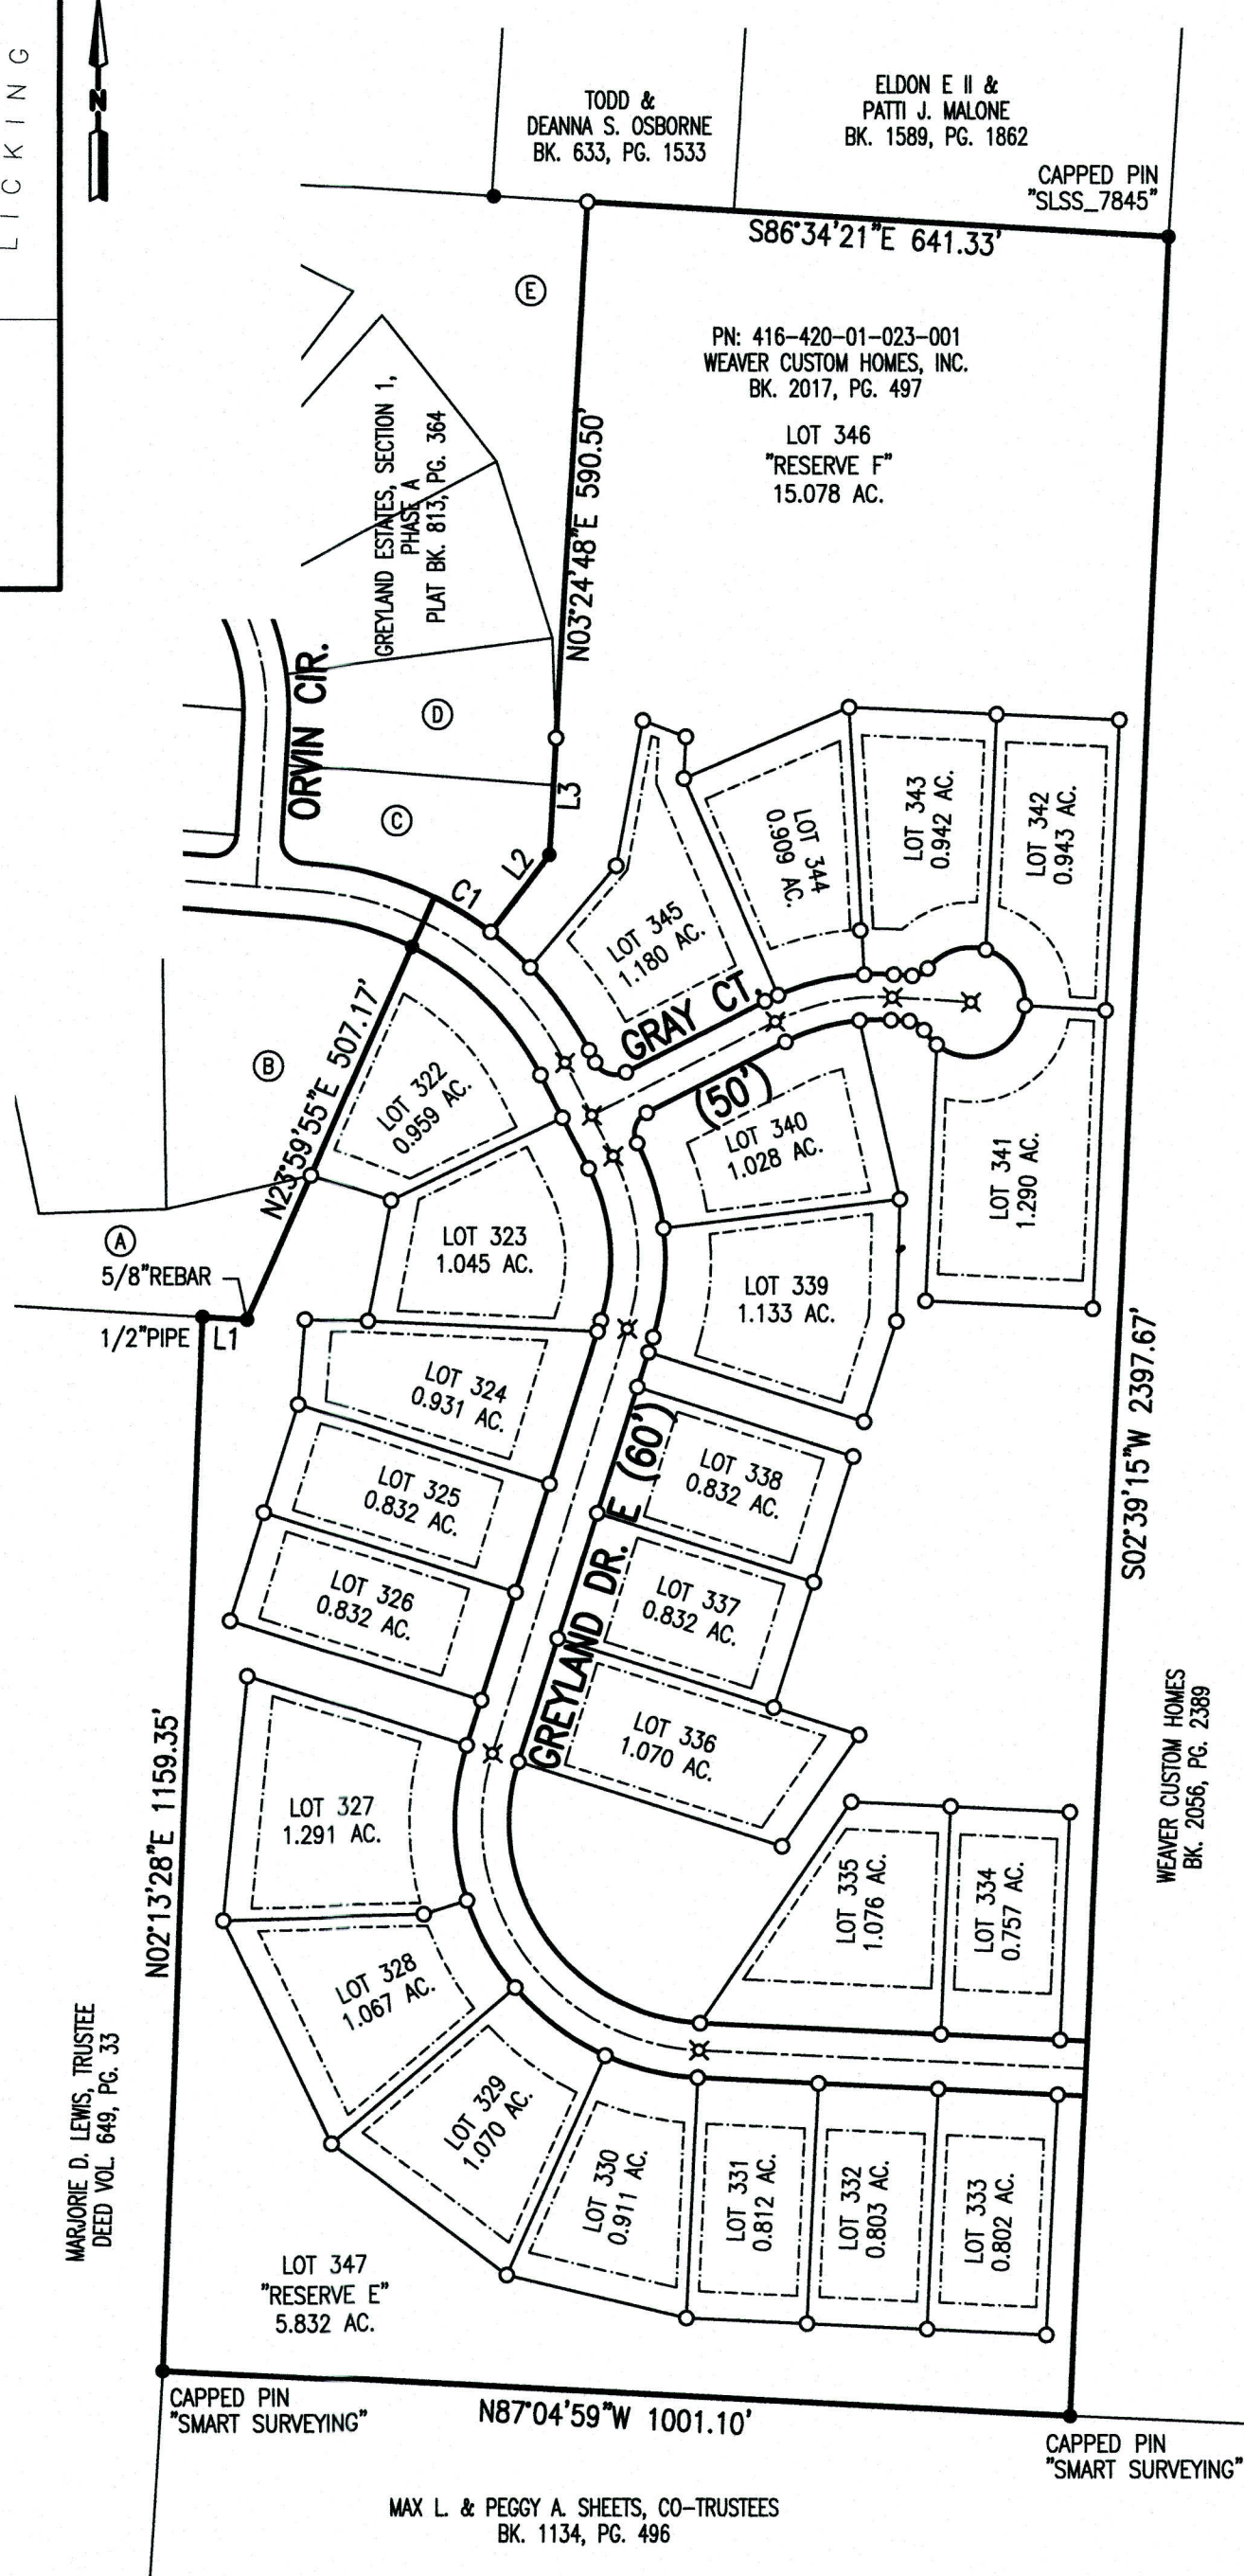 LICKING
N
TODD &
DEANNA S. OSBORNE
BK. 633, PG. 1533
ELDON E II &
PATTI J. MALONE
BK. 1589, PG. 1862
CAPPED PIN
"SLSS_7845"
S86°34'21"E 641.33'
E
PN: 416-420-01-023-001
WEAVER CUSTOM HOMES, INC.
BK. 2017, PG. 497
LOT 346
"RESERVE F"
15.078 AC.
GREYLAND ESTATES, SECTION 1,
PHASE A
PLAT BK. 813, PG. 364
N03°24'48"E 590.50'
ORVIN CIR.
D
C
L3
L2
C1
LOT 345
1.180 AC.
LOT 344
0.909 AC.
LOT 343
0.942 AC.
LOT 342
0.943 AC.
GRAY CT.
(50')
B
N23°59'55"E 507.17'
LOT 322
0.959 AC.
LOT 340
1.028 AC.
LOT 341
1.290 AC.
A
5/8"REBAR
1/2"PIPE
L1
LOT 323
1.045 AC.
LOT 339
1.133 AC.
LOT 324
0.931 AC.
LOT 325
0.832 AC.
LOT 326
0.832 AC.
LOT 338
0.832 AC.
LOT 337
0.832 AC.
LOT 336
1.070 AC.
GREYLAND DR. E (60')
S02°39'15"W 2397.67'
WEAVER CUSTOM HOMES
BK. 2056, PG. 2389
N02°13'28"E 1159.35'
LOT 327
1.291 AC.
LOT 335
1.076 AC.
LOT 334
0.757 AC.
LOT 328
1.067 AC.
LOT 329
1.070 AC.
LOT 330
0.911 AC.
LOT 331
0.812 AC.
LOT 332
0.803 AC.
LOT 333
0.802 AC.
MARJORIE D. LEWIS, TRUSTEE
DEED VOL. 649, PG. 33
LOT 347
"RESERVE E"
5.832 AC.
CAPPED PIN
"SMART SURVEYING"
N87°04'59"W 1001.10'
CAPPED PIN
"SMART SURVEYING"
MAX L. & PEGGY A. SHEETS, CO-TRUSTEES
BK. 1134, PG. 496